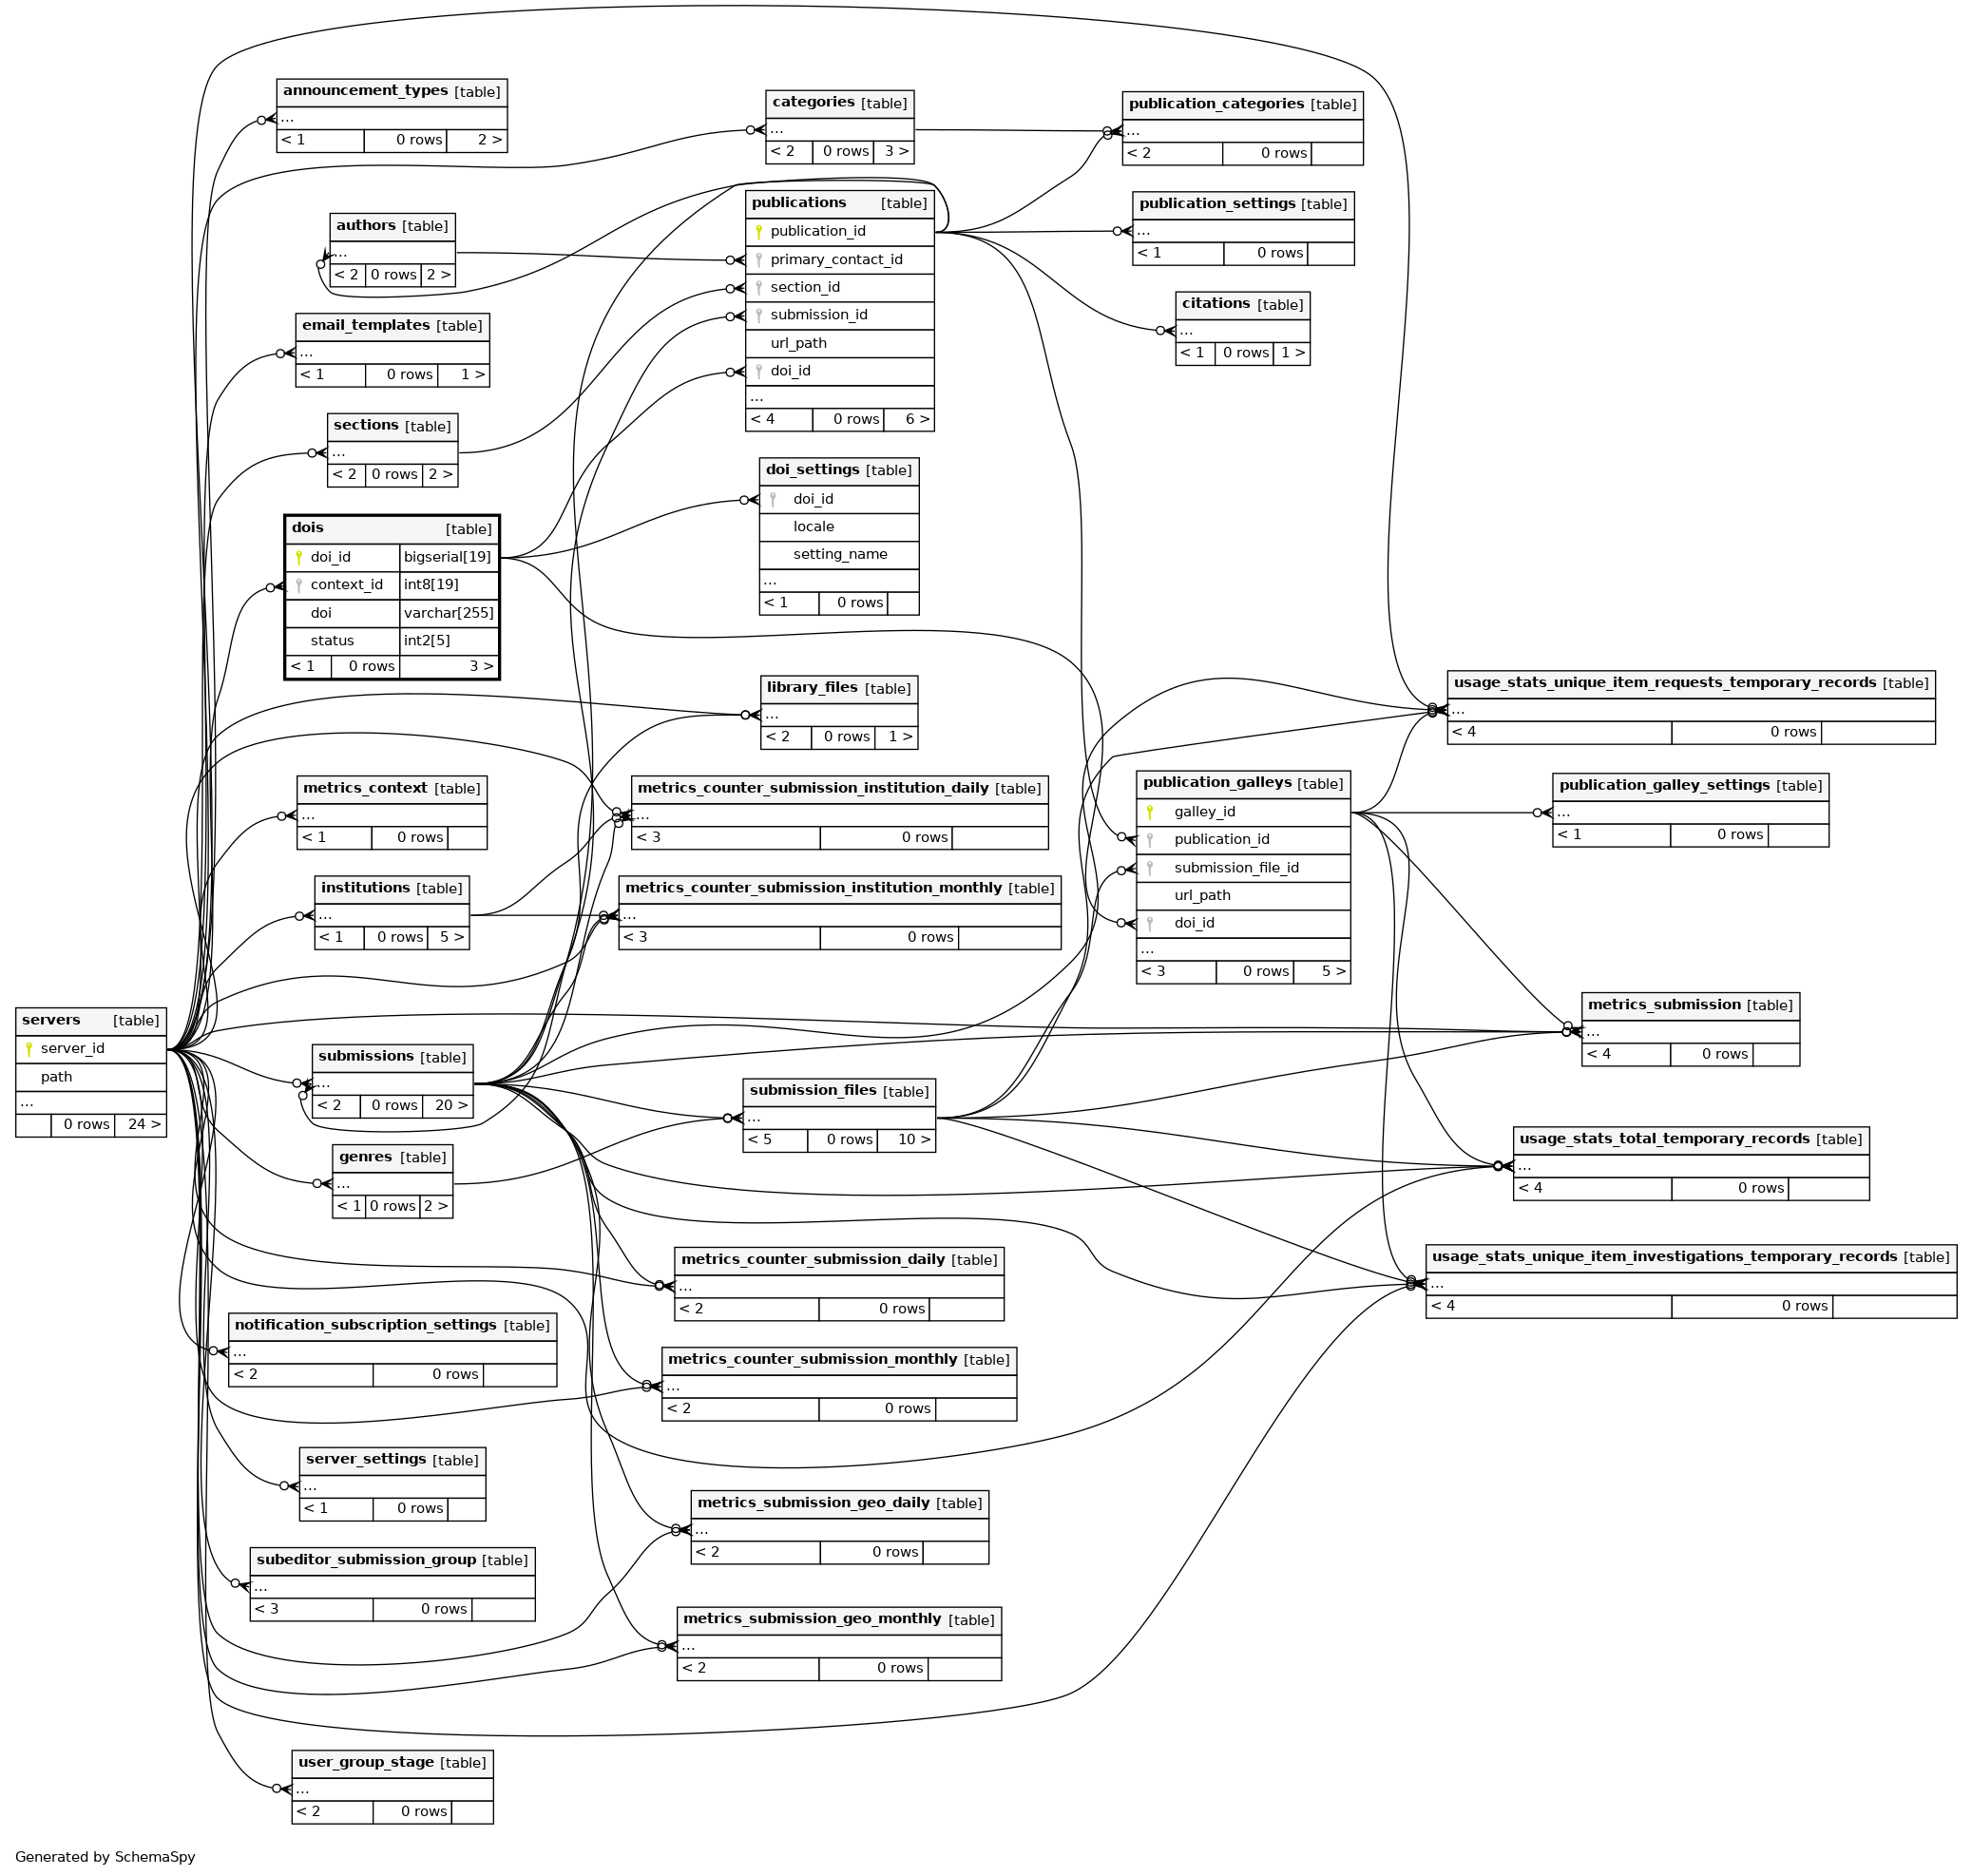 announcement_types [table]
...
< 1 0 rows 2 >
categories [table]
...
< 2 0 rows 3 >
publication_categories [table]
...
< 2 0 rows
authors [table]
...
< 2 0 rows 2 >
publications [table]
publication_id
primary_contact_id
section_id
submission_id
url_path
doi_id
...
< 4 0 rows 6 >
publication_settings [table]
...
< 1 0 rows
citations [table]
...
< 1 0 rows 1 >
email_templates [table]
...
< 1 0 rows 1 >
sections [table]
...
< 2 0 rows 2 >
dois [table]
doi_id bigserial[19]
context_id int8[19]
doi varchar[255]
status int2[5]
< 1 0 rows 3 >
doi_settings [table]
doi_id
locale
setting_name
...
< 1 0 rows
library_files [table]
...
< 2 0 rows 1 >
usage_stats_unique_item_requests_temporary_records [table]
...
< 4 0 rows
metrics_context [table]
...
< 1 0 rows
metrics_counter_submission_institution_daily [table]
...
< 3 0 rows
publication_galleys [table]
galley_id
publication_id
submission_file_id
url_path
doi_id
...
< 3 0 rows 5 >
publication_galley_settings [table]
...
< 1 0 rows
institutions [table]
...
< 1 0 rows 5 >
metrics_counter_submission_institution_monthly [table]
...
< 3 0 rows
servers [table]
server_id
path
...
0 rows 24 >
submissions [table]
...
< 2 0 rows 20 >
submission_files [table]
...
< 5 0 rows 10 >
metrics_submission [table]
...
< 4 0 rows
genres [table]
...
< 1 0 rows 2 >
usage_stats_total_temporary_records [table]
...
< 4 0 rows
metrics_counter_submission_daily [table]
...
< 2 0 rows
usage_stats_unique_item_investigations_temporary_records [table]
...
< 4 0 rows
notification_subscription_settings [table]
...
< 2 0 rows
metrics_counter_submission_monthly [table]
...
< 2 0 rows
server_settings [table]
...
< 1 0 rows
metrics_submission_geo_daily [table]
...
< 2 0 rows
subeditor_submission_group [table]
...
< 3 0 rows
metrics_submission_geo_monthly [table]
...
< 2 0 rows
user_group_stage [table]
...
< 2 0 rows
Generated by SchemaSpy